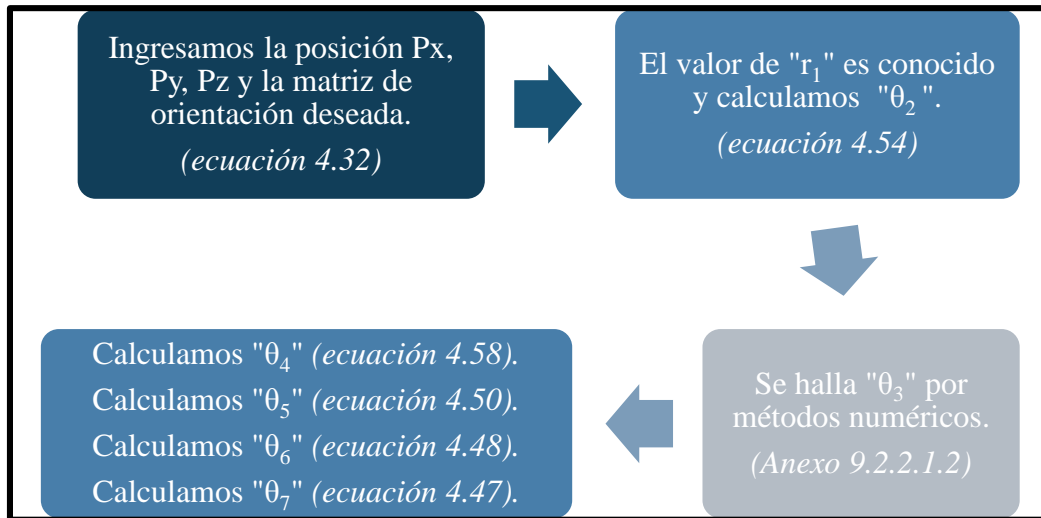 Ingresamos la posición Px,
Py, Pz y la matriz de
orientación deseada.
(ecuación 4.32)
El valor de "r₁" es conocido
y calculamos "θ₂ ".
(ecuación 4.54)
Se halla "θ₃" por
métodos numéricos.
(Anexo 9.2.2.1.2)
Calculamos "θ₄" (ecuación 4.58).
Calculamos "θ₅" (ecuación 4.50).
Calculamos "θ₆" (ecuación 4.48).
Calculamos "θ₇" (ecuación 4.47).